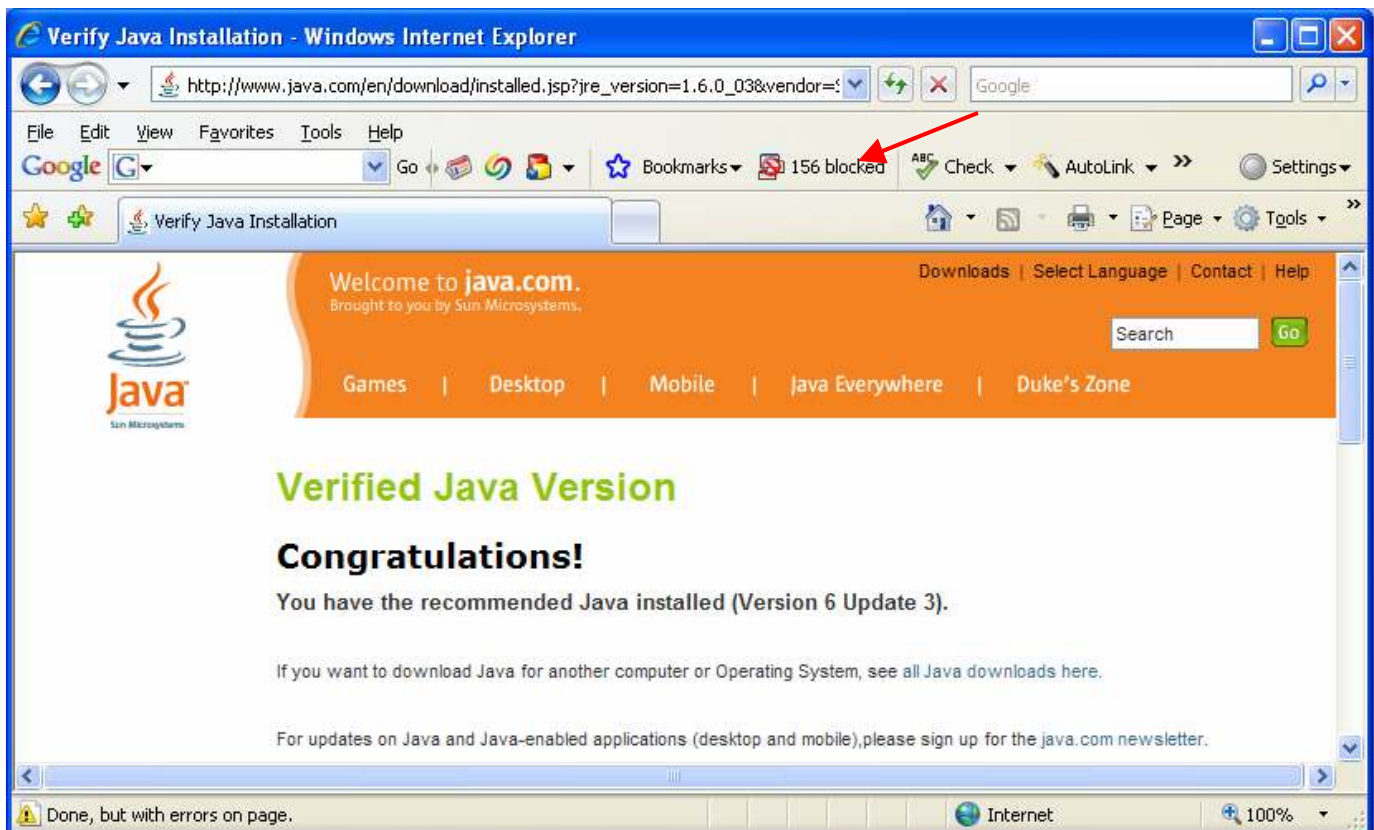 Verify Java Installation - Windows Internet Explorer
http://www.java.com/en/download/installed.jsp?jre_version=1.6.0_03&vendor=
Google
File Edit View Favorites Tools Help
Google G Go Bookmarks 156 blocked ABC Check AutoLink >> Settings
Verify Java Installation
Page Tools >>
Java
Sun Microsystems
Welcome to java.com.
Brought to you by Sun Microsystems.
Downloads | Select Language | Contact | Help
Search Go
Games | Desktop | Mobile | Java Everywhere | Duke's Zone
Verified Java Version
Congratulations!
You have the recommended Java installed (Version 6 Update 3).
If you want to download Java for another computer or Operating System, see all Java downloads here.
For updates on Java and Java-enabled applications (desktop and mobile),please sign up for the java.com newsletter.
Done, but with errors on page.
Internet
100%